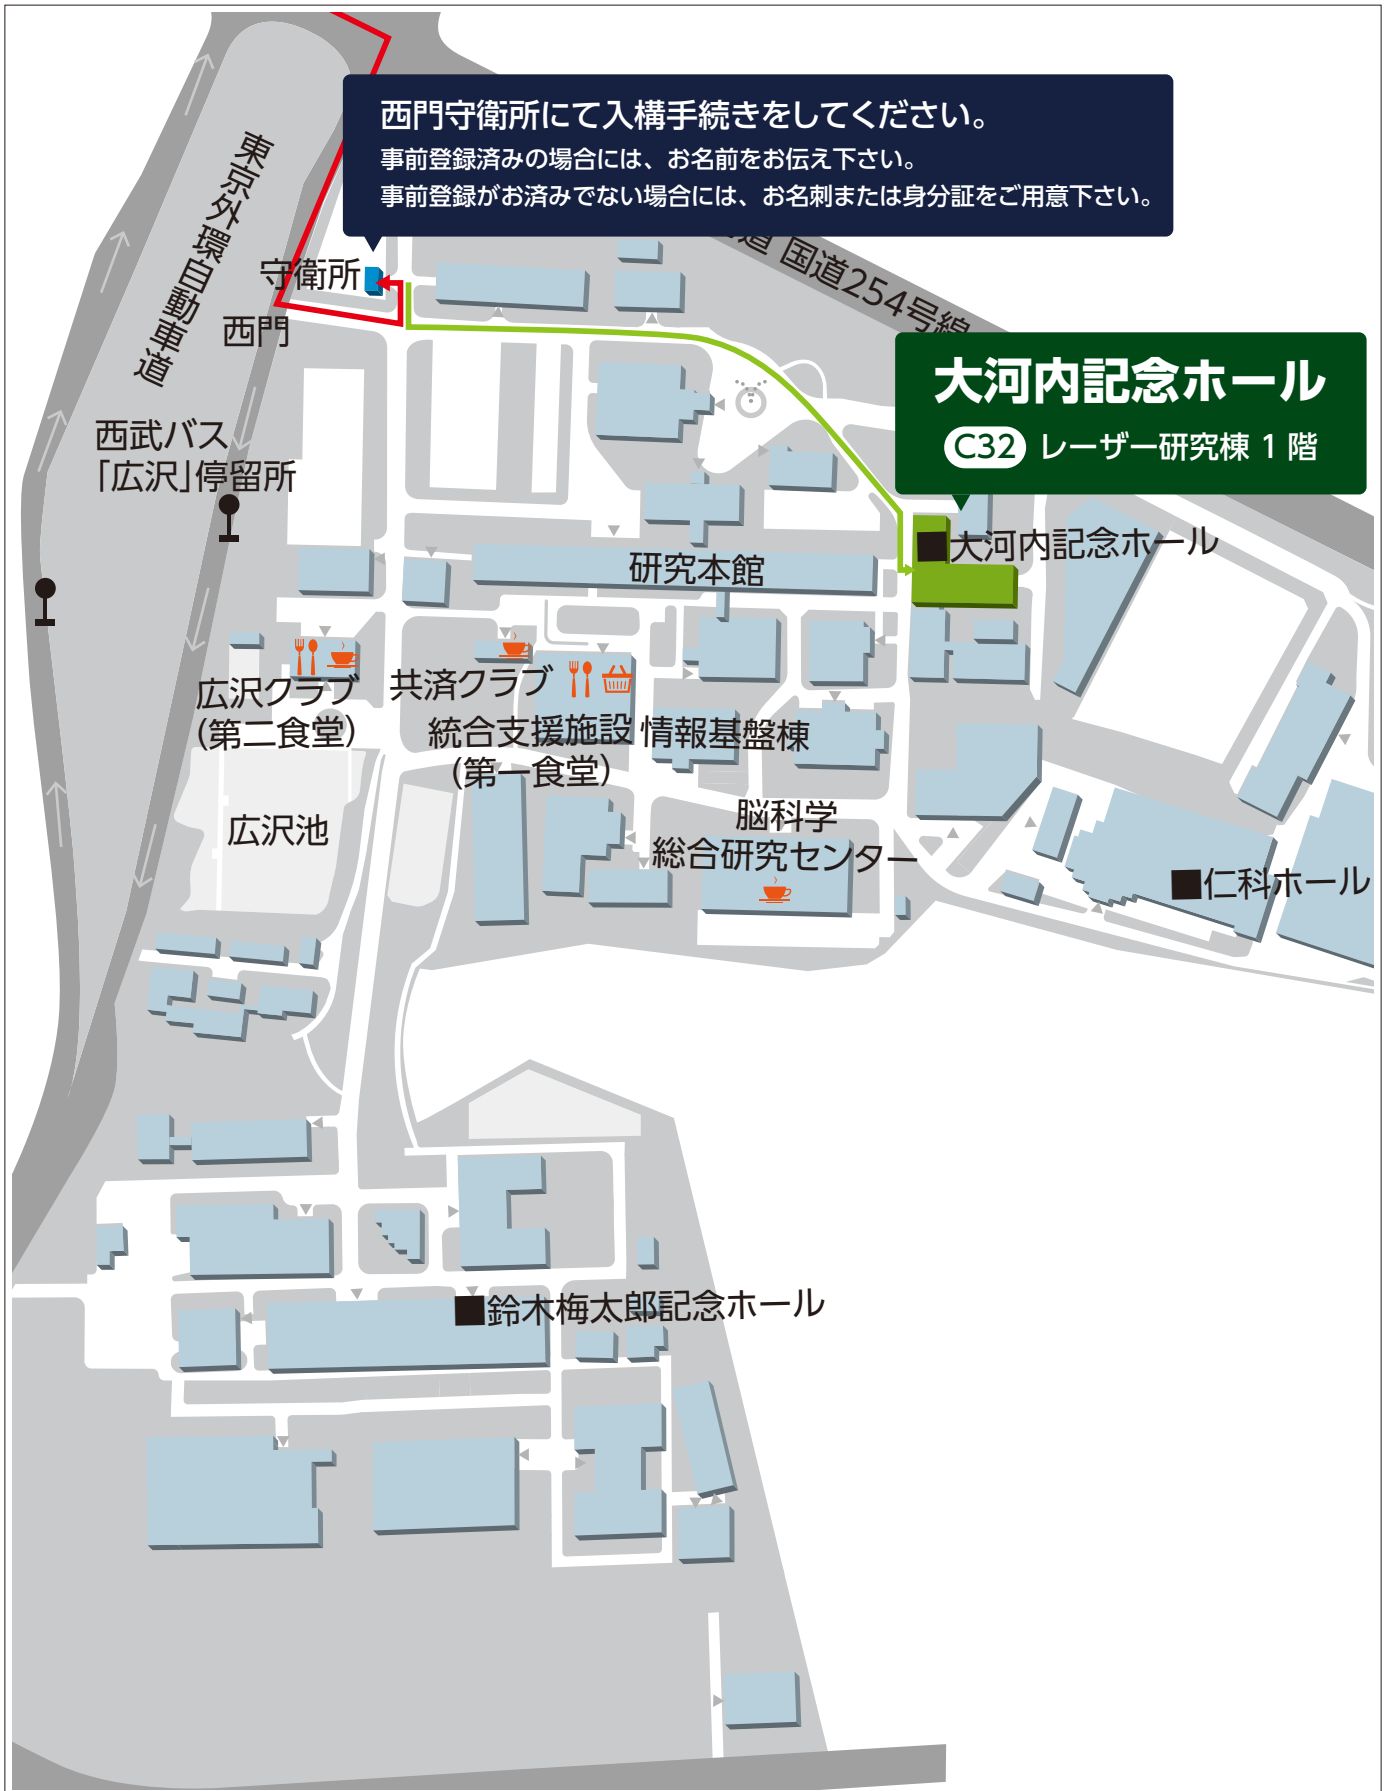 西門守衛所にて入構手続きをしてください。
事前登録済みの場合には、お名前をお伝え下さい。
事前登録がお済みでない場合には、お名刺または身分証をご用意下さい。
東京外環自動車道
道 国道254号線
守衛所
西門
大河内記念ホール
C32 レーザー研究棟 1 階
西武バス
「広沢」停留所
■大河内記念ホール
研究本館
広沢クラブ
（第二食堂）
共済クラブ
統合支援施設
（第一食堂）
情報基盤棟
広沢池
脳科学
総合研究センター
■仁科ホール
■鈴木梅太郎記念ホール